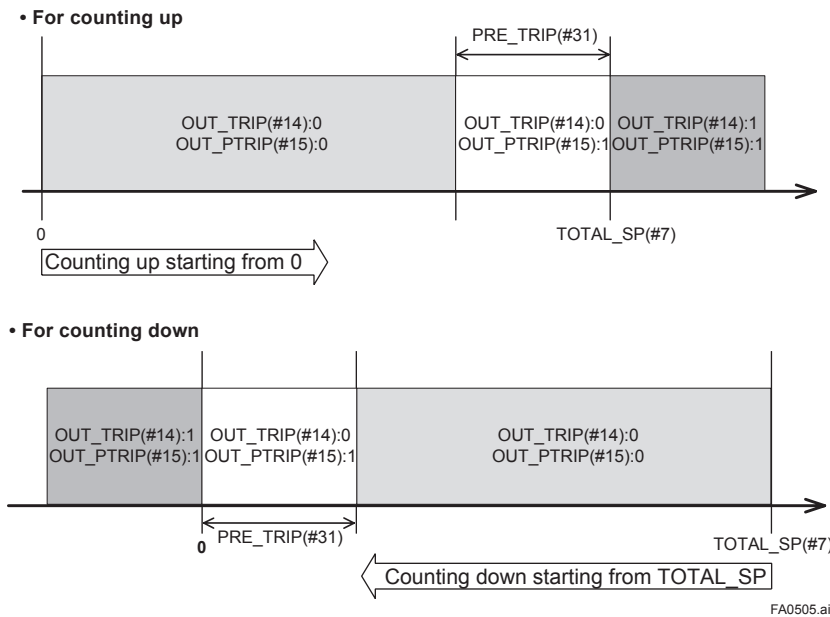 • For counting up
PRE_TRIP(#31)
OUT_TRIP(#14):0
OUT_PTRIP(#15):0
OUT_TRIP(#14):0
OUT_PTRIP(#15):1
OUT_TRIP(#14):1
OUT_PTRIP(#15):1
0
TOTAL_SP(#7)
Counting up starting from 0
• For counting down
OUT_TRIP(#14):1
OUT_PTRIP(#15):1
OUT_TRIP(#14):0
OUT_PTRIP(#15):1
OUT_TRIP(#14):0
OUT_PTRIP(#15):0
0
PRE_TRIP(#31)
TOTAL_SP(#7)
Counting down starting from TOTAL_SP
FA0505.ai